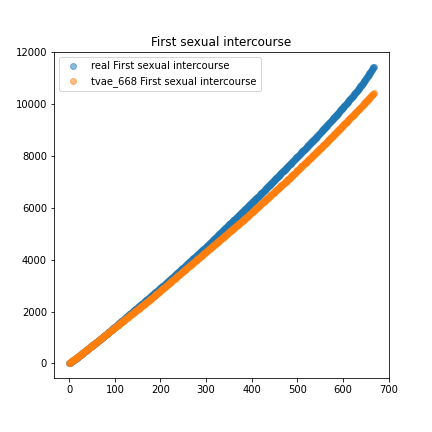 First sexual intercourse
real First sexual intercourse
tvae_668 First sexual intercourse
12000
10000
8000
6000
4000
2000
0
0 100 200 300 400 500 600 700